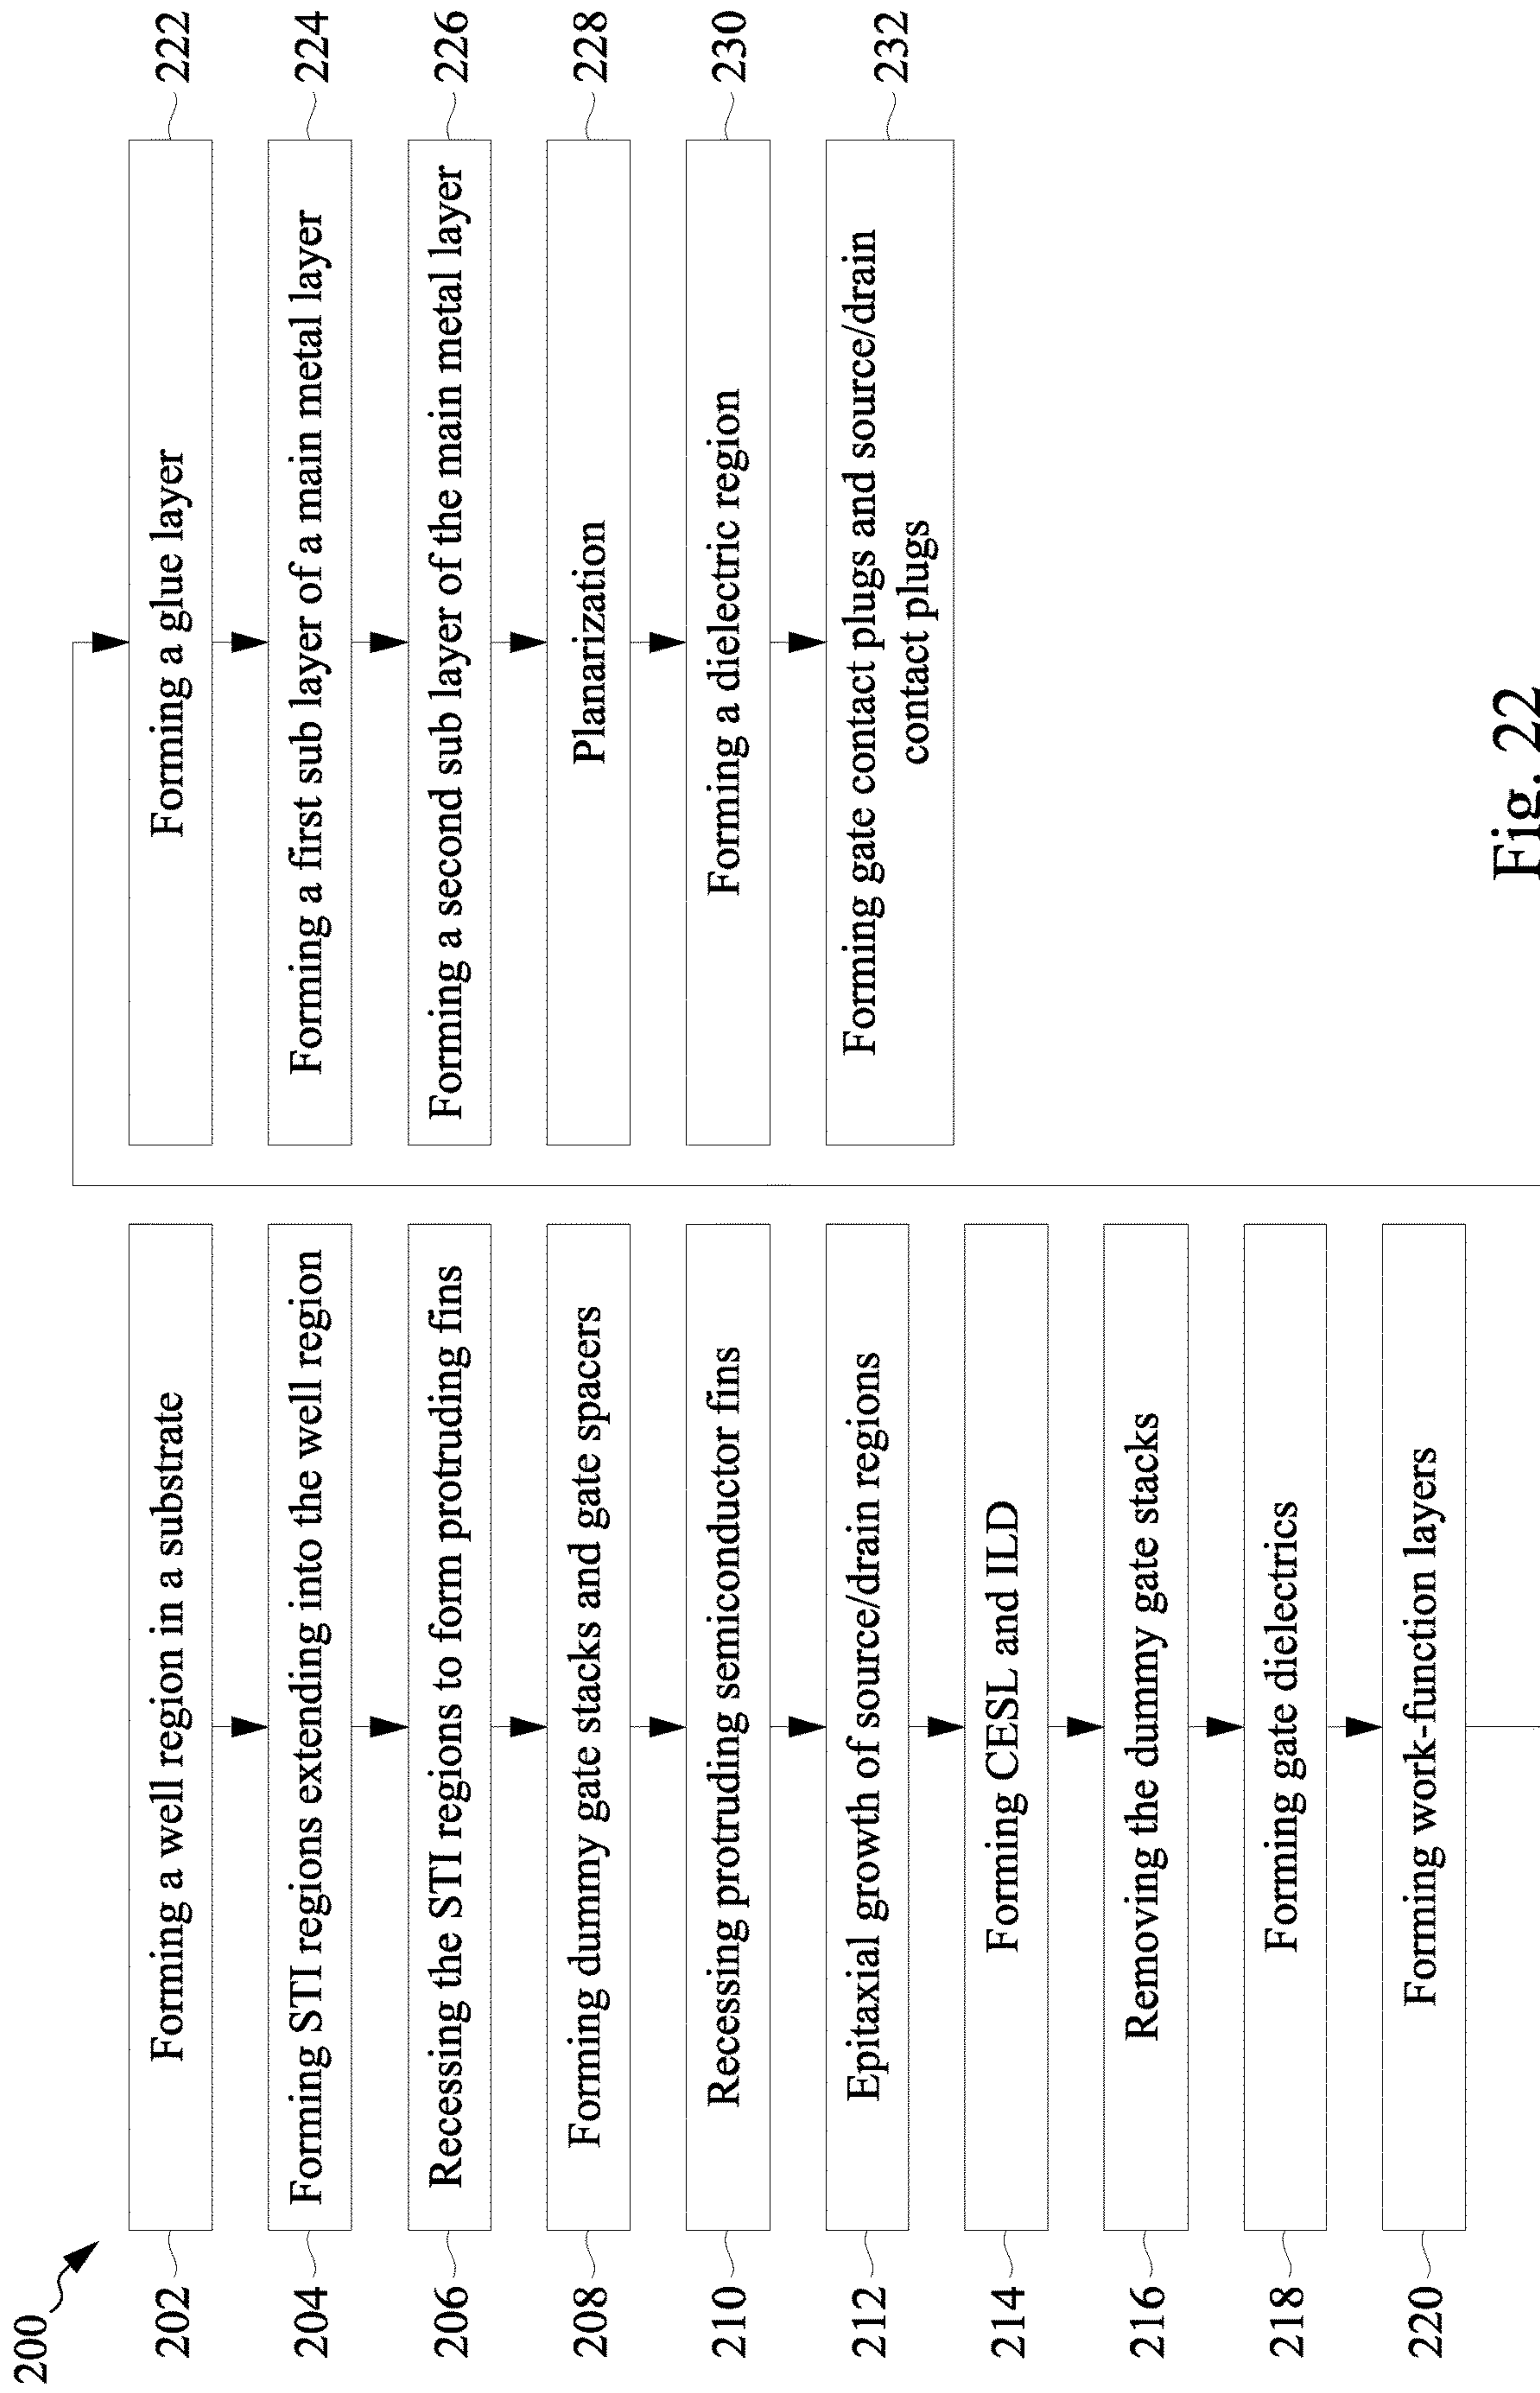 200
202
Forming a well region in a substrate
204
Forming STI regions extending into the well region
206
Recessing the STI regions to form protruding fins
208
Forming dummy gate stacks and gate spacers
210
Recessing protruding semiconductor fins
212
Epitaxial growth of source/drain regions
214
Forming CESL and ILD
216
Removing the dummy gate stacks
218
Forming gate dielectrics
220
Forming work-function layers
Forming a glue layer
222
Forming a first sub layer of a main metal layer
224
Forming a second sub layer of the main metal layer
226
Planarization
228
Forming a dielectric region
230
Forming gate contact plugs and source/drain
contact plugs
232
Fig. 22